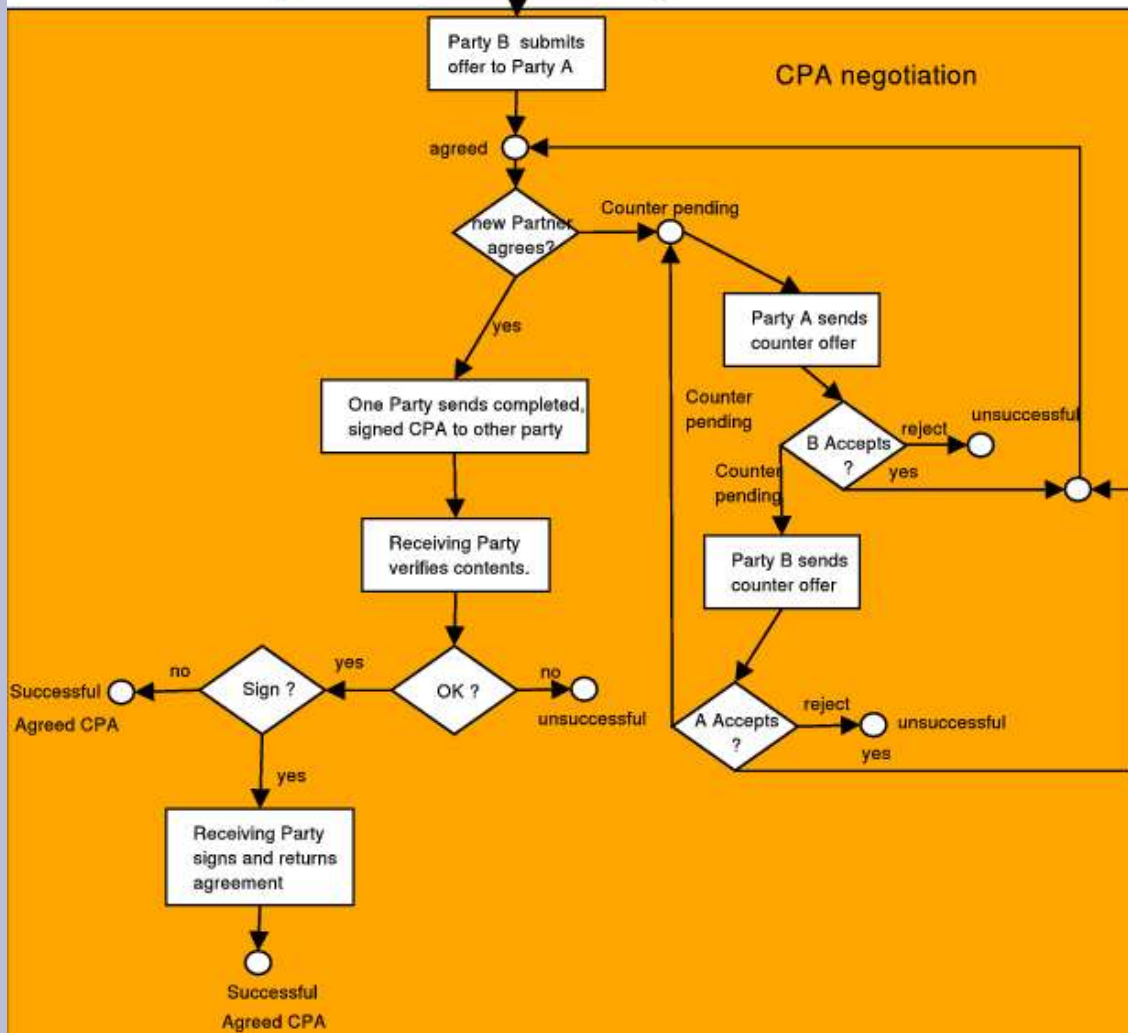 Party B submits
offer to Party A
CPA negotiation
agreed
new Partner
agrees?
Counter pending
Party A sends
counter offer
yes
One Party sends completed,
signed CPA to other party
Counter
pending
B Accepts
?
reject
unsuccessful
yes
Counter
pending
Receiving Party
verifies contents.
Party B sends
counter offer
Successful
Agreed CPA
no
Sign ?
yes
OK ?
no
unsuccessful
A Accepts
?
reject
unsuccessful
yes
yes
Receiving Party
signs and returns
agreement
Successful
Agreed CPA